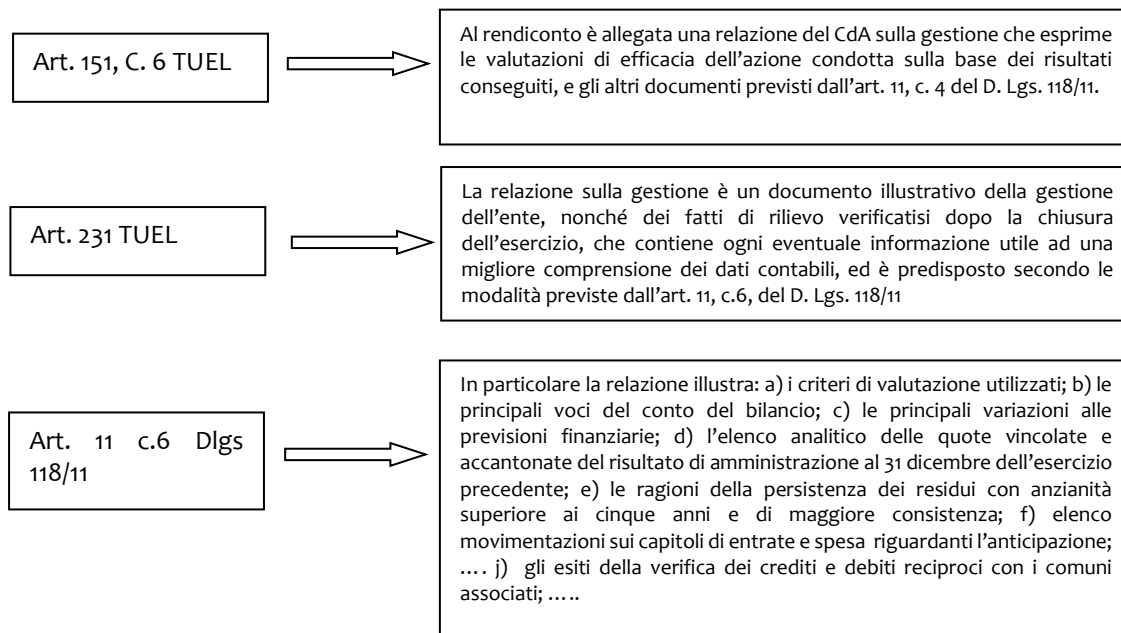 Art. 151, C. 6 TUEL
Al rendiconto è allegata una relazione del CdA sulla gestione che esprime
le valutazioni di efficacia dell’azione condotta sulla base dei risultati
conseguiti, e gli altri documenti previsti dall’art. 11, c. 4 del D. Lgs. 118/11.
Art. 231 TUEL
La relazione sulla gestione è un documento illustrativo della gestione
dell’ente, nonché dei fatti di rilievo verificatisi dopo la chiusura
dell’esercizio, che contiene ogni eventuale informazione utile ad una
migliore comprensione dei dati contabili, ed è predisposto secondo le
modalità previste dall’art. 11, c.6, del D. Lgs. 118/11
Art. 11 c.6 Dlgs
118/11
In particolare la relazione illustra: a) i criteri di valutazione utilizzati; b) le
principali voci del conto del bilancio; c) le principali variazioni alle
previsioni finanziarie; d) l’elenco analitico delle quote vincolate e
accantonate del risultato di amministrazione al 31 dicembre dell’esercizio
precedente; e) le ragioni della persistenza dei residui con anzianità
superiore ai cinque anni e di maggiore consistenza; f) elenco
movimentazioni sui capitoli di entrate e spesa riguardanti l’anticipazione;
…. j) gli esiti della verifica dei crediti e debiti reciproci con i comuni
associati; …..